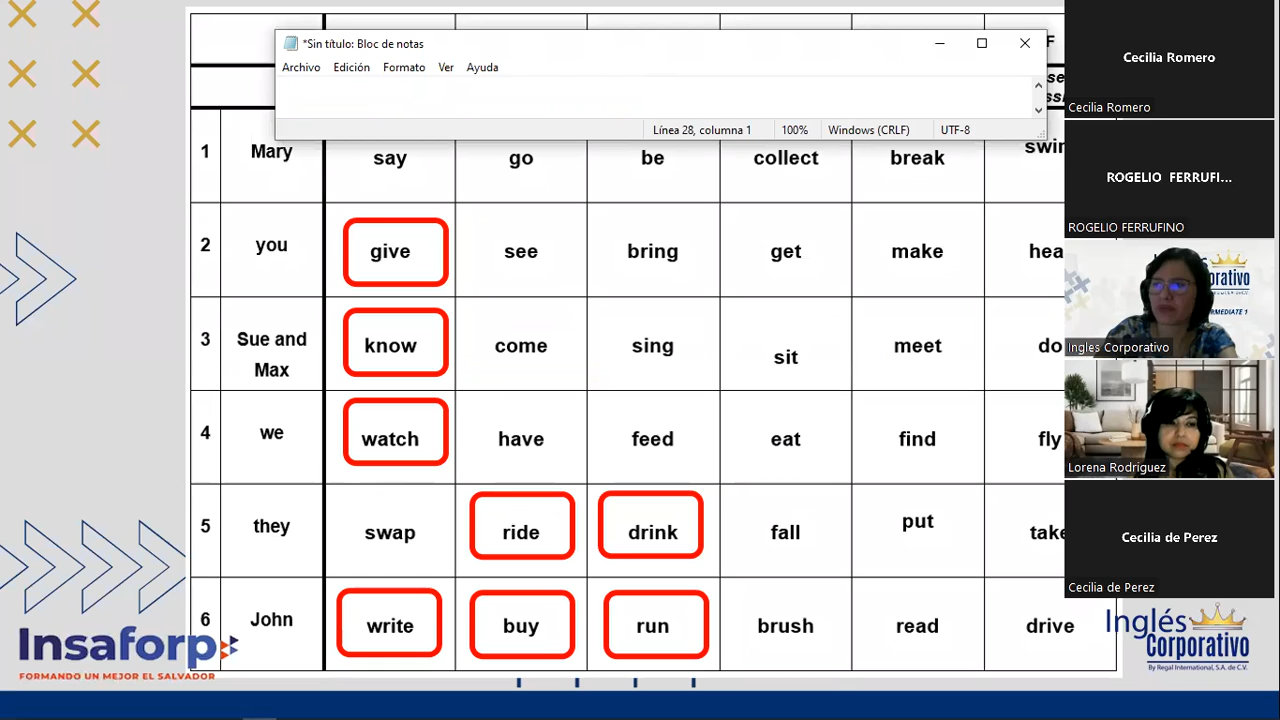 *Sin título: Bloc de notas
Archivo Edición Formato Ver Ayuda
Línea 28, columna 1 100% Windows (CRLF) UTF-8
F
1 Mary say go be collect break swim
2 you give see bring get make
3 Sue and Max know come sing sit meet do
4 we watch have feed eat find fly
5 they swap ride drink fall put take
6 John write buy run brush read drive
Cecilia Romero
Cecilia Romero
ROGELIO FERRUFI...
ROGELIO FERRUFINO
Ingles Corporativo
Lorena Rodriguez
Cecilia de Perez
Cecilia de Perez
Insaforp
FORMANDO UN MEJOR EL SALVADOR
Inglés
Corporativo
By Regal International, S.A. de C.V.